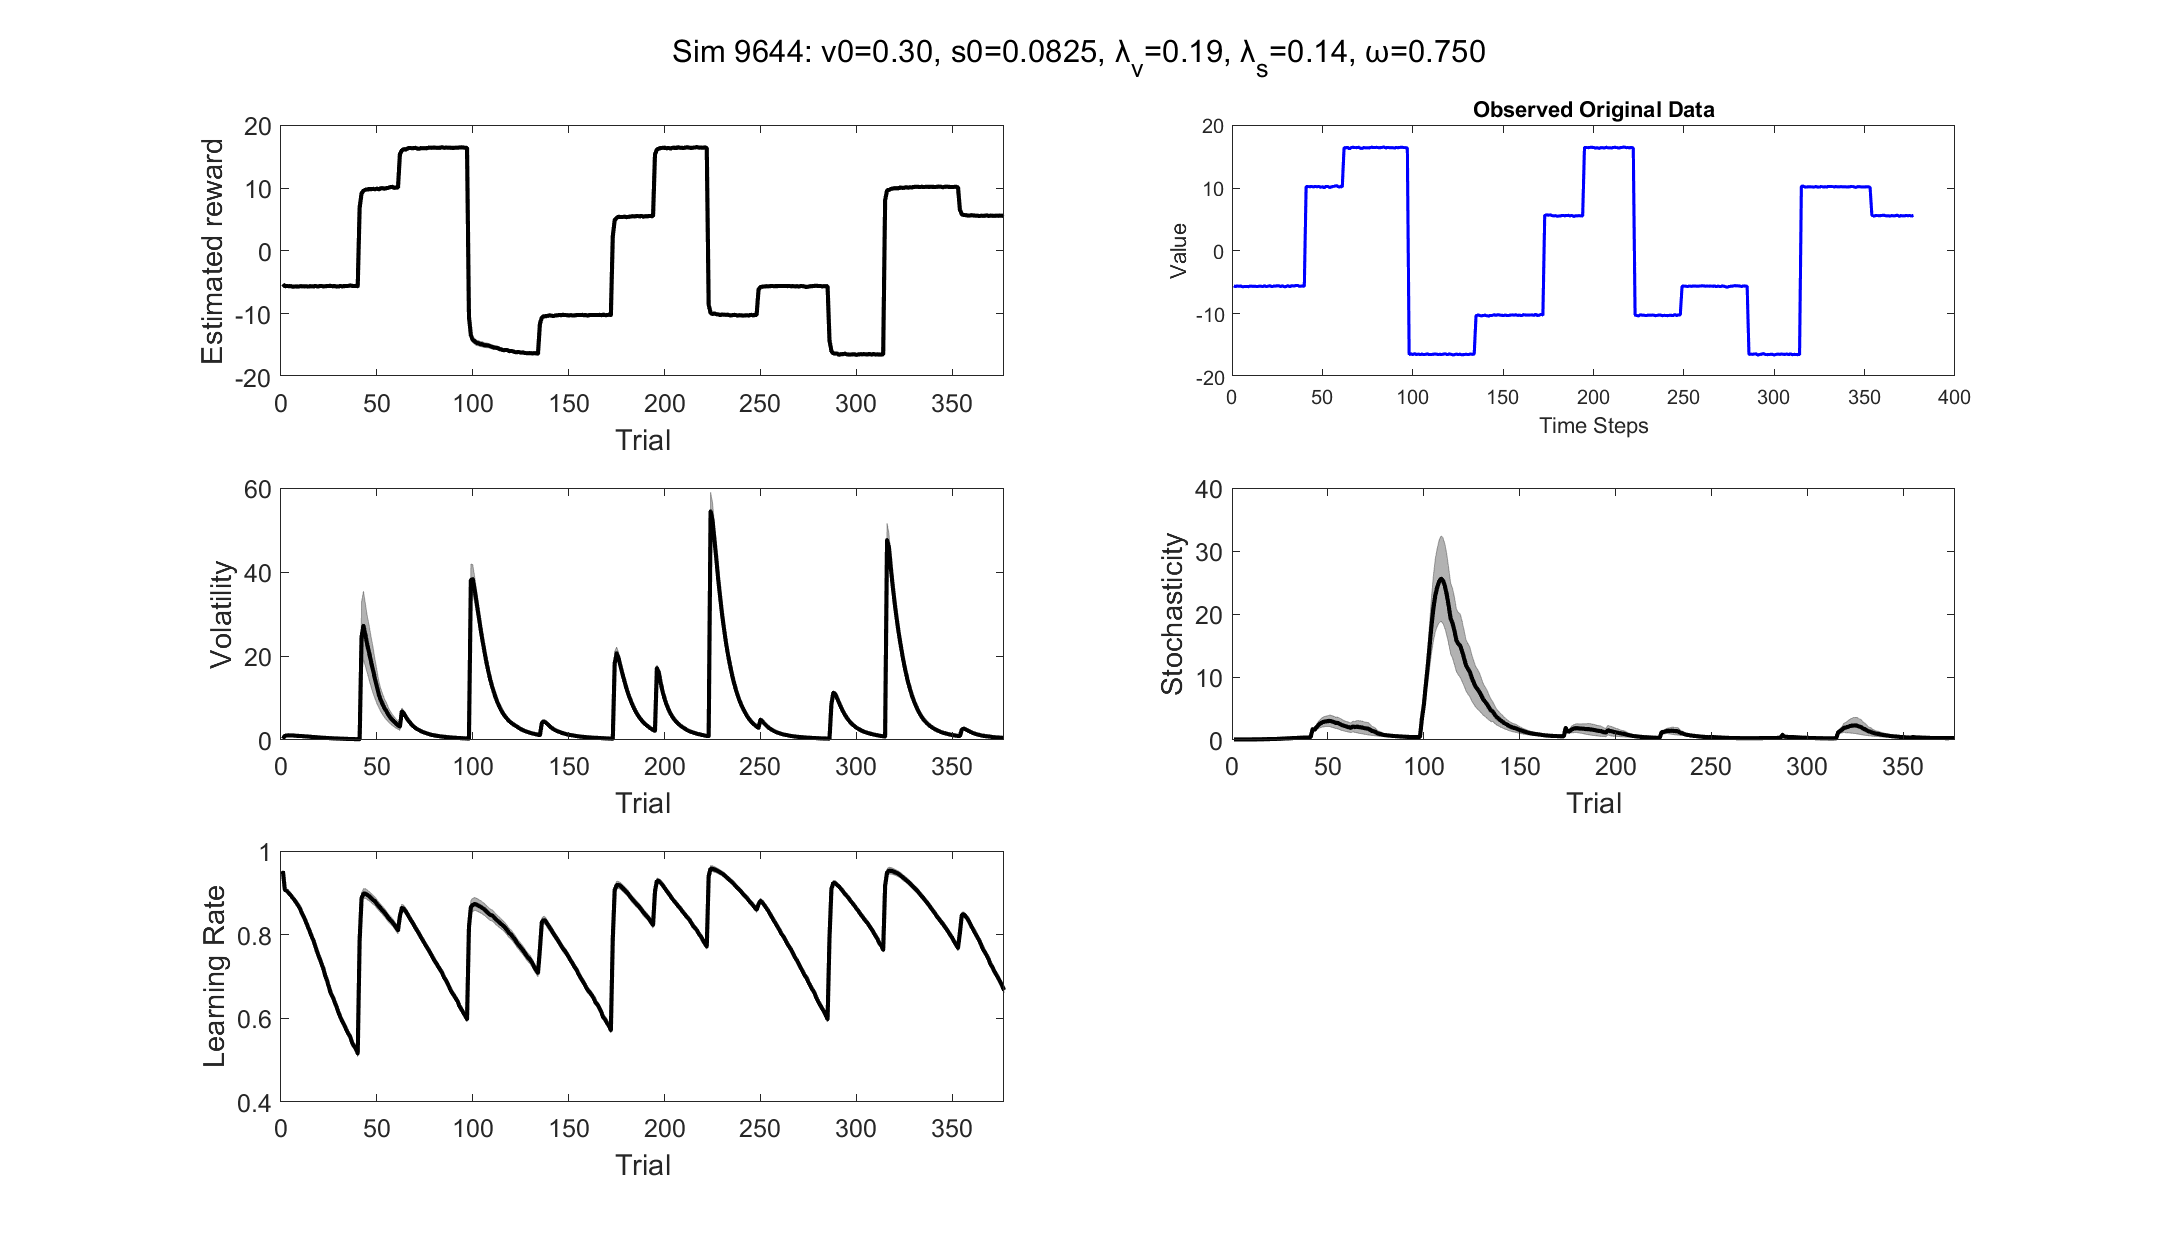 Sim 9644: v0=0.30, s0=0.0825, λ_v=0.19, λ_s=0.14, ω=0.750
Estimated reward
20
10
0
-10
-20
0 50 100 150 200 250 300 350
Trial
Observed Original Data
Value
20
10
0
-10
-20
0 50 100 150 200 250 300 350 400
Time Steps
Volatility
60
40
20
0
0 50 100 150 200 250 300 350
Trial
Stochasticity
40
30
20
10
0
0 50 100 150 200 250 300 350
Trial
Learning Rate
1
0.8
0.6
0.4
0 50 100 150 200 250 300 350
Trial